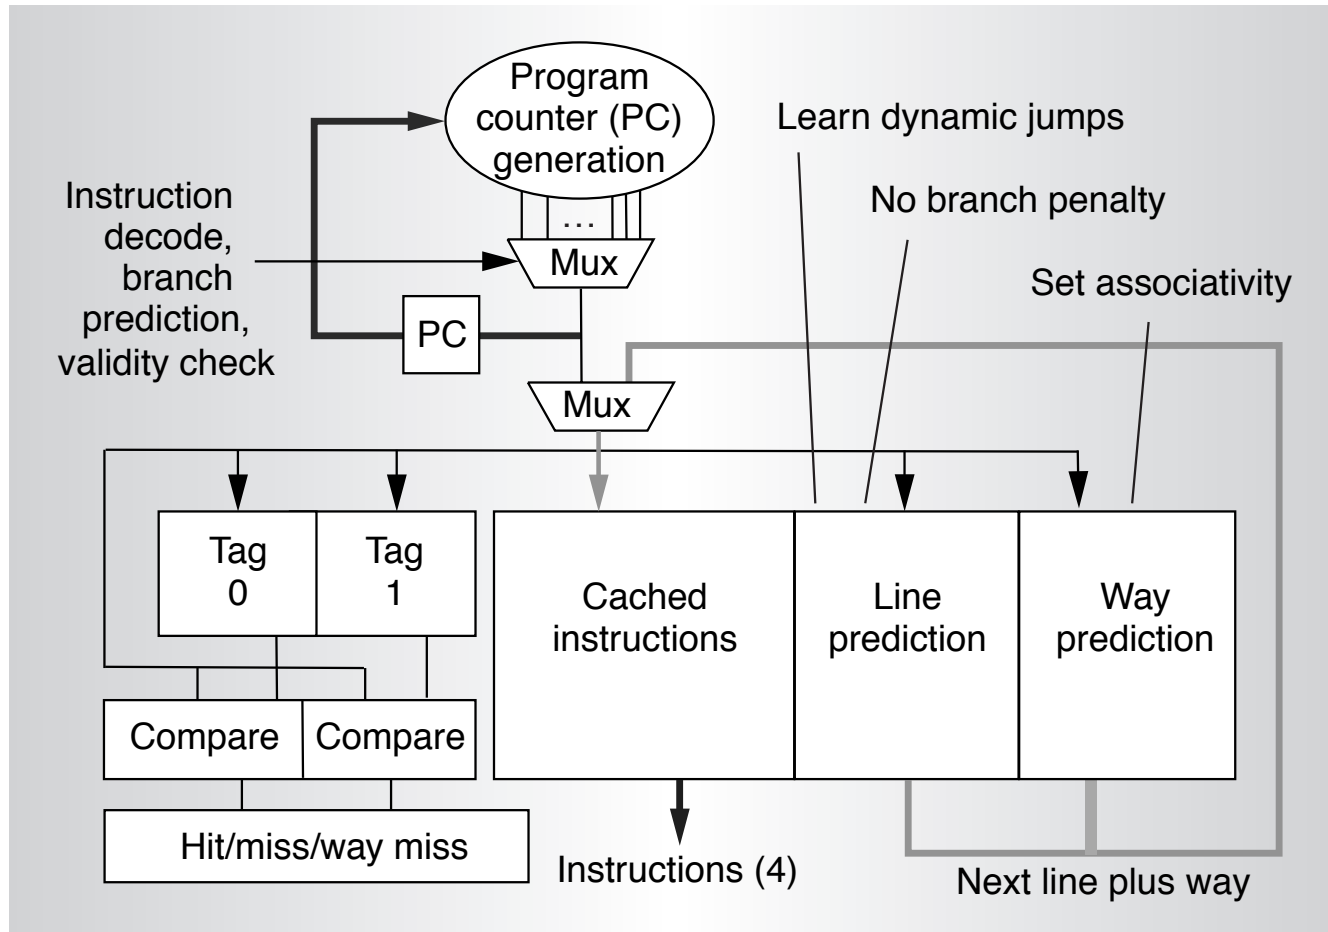 Program
counter (PC)
generation
Learn dynamic jumps
No branch penalty
Set associativity
Instruction
decode,
branch
prediction,
validity check
...
Mux
PC
Mux
Tag
0
Tag
1
Cached
instructions
Line
prediction
Way
prediction
Compare
Compare
Hit/miss/way miss
Instructions (4)
Next line plus way